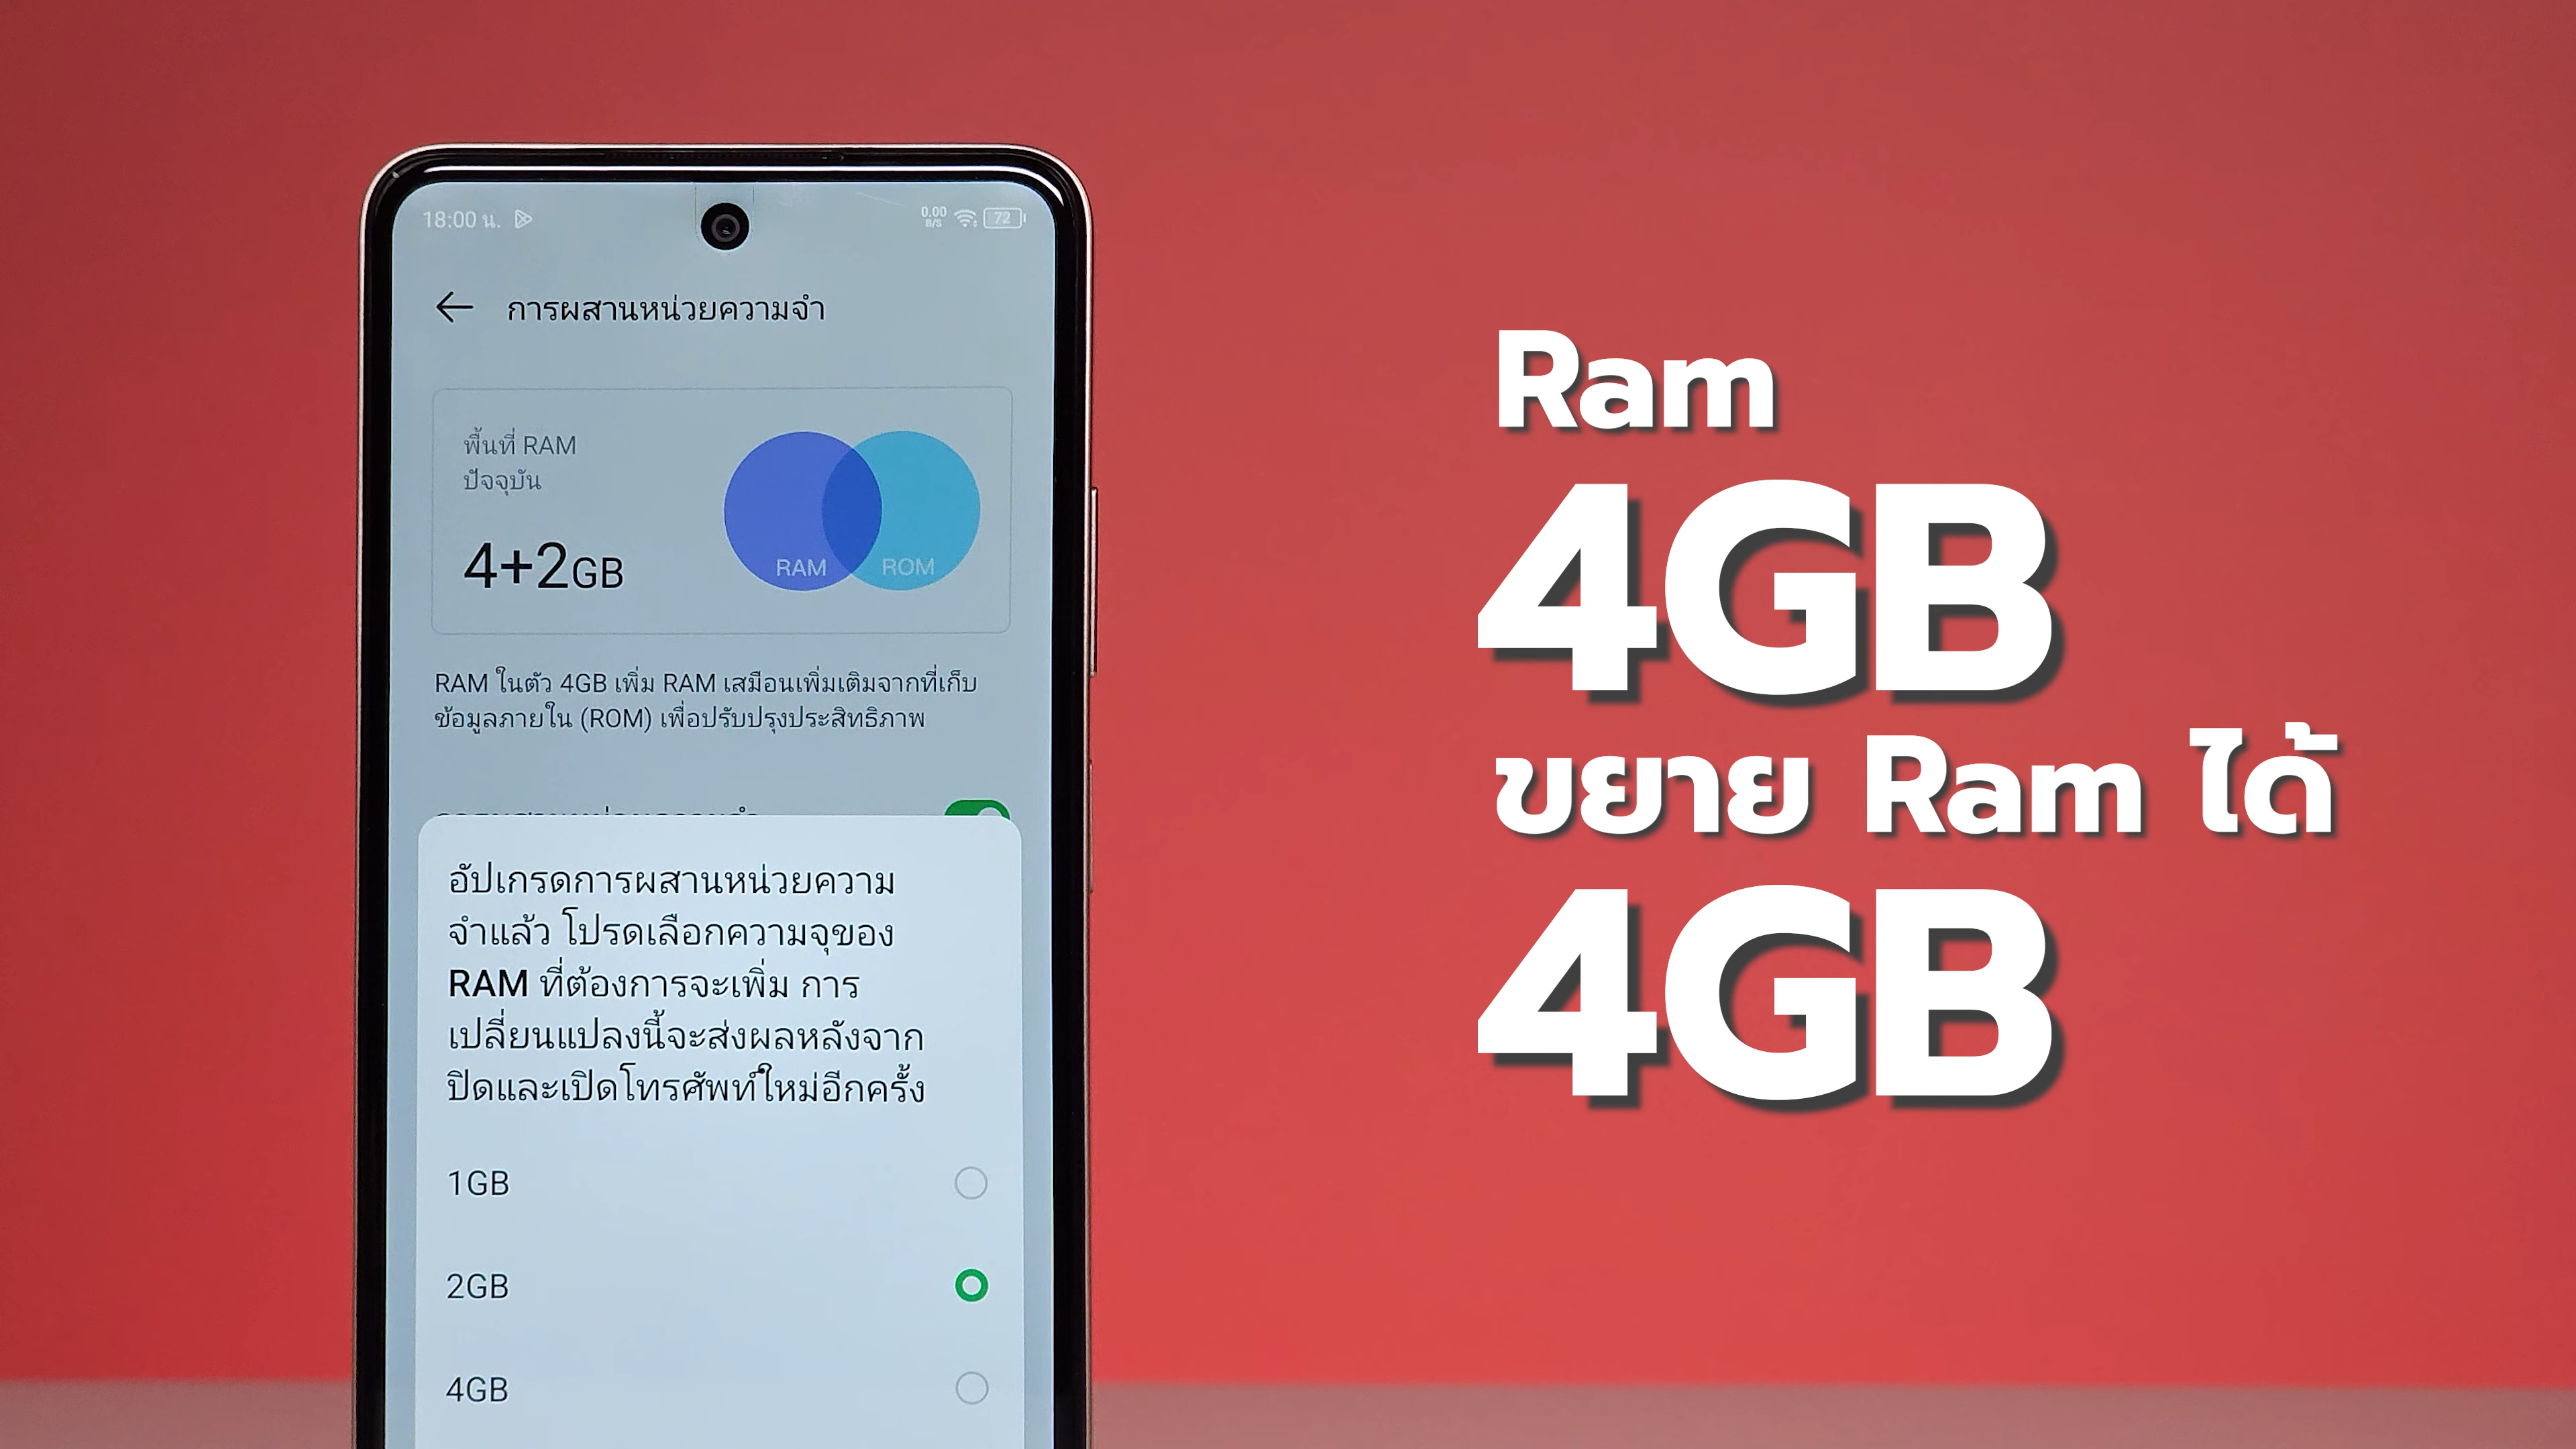 18:00 น.
0.00
B/S
72
การผสานหน่วยความจำ
พื้นที่ RAM
ปัจจุบัน
4+2GB
RAM
ROM
RAM ในตัว 4GB เพิ่ม RAM เสมือนเพิ่มเติมจากที่เก็บ
ข้อมูลภายใน (ROM) เพื่อปรับปรุงประสิทธิภาพ
อัปเกรดการผสานหน่วยความ
จำแล้ว โปรดเลือกความจุของ
RAM ที่ต้องการจะเพิ่ม การ
เปลี่ยนแปลงนี้จะส่งผลหลังจาก
ปิดและเปิดโทรศัพท์ใหม่อีกครั้ง
1GB
2GB
4GB
Ram
4GB
ขยาย Ram ได้
4GB